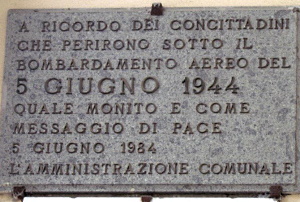 A RICORDO DEI CONCITTADINI
CHE PERIRONO SOTTO IL
BOMBARDAMENTO AEREO DEL
5 GIUGNO 1944
QUALE MONITO E COME
MESSAGGIO DI PACE
5 GIUGNO 1984
L'AMMINISTRAZIONE COMUNALE